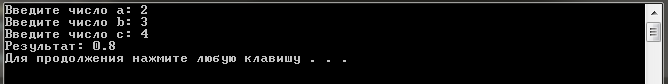 Введите число a: 2
Введите число b: 3
Введите число c: 4
Результат: 0.8
Для продолжения нажмите любую клавишу . . .